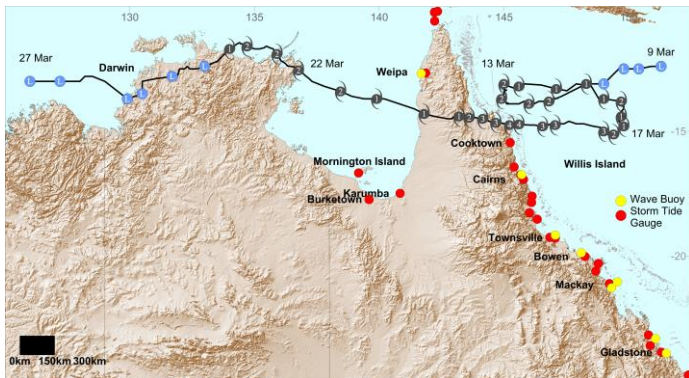 130
135
140
145
27 Mar
Darwin
22 Mar
13 Mar
9 Mar
Weipa
-15
17 Mar
Cooktown
Mornington Island
Willis Island
Cairns
Karumba
Burketown
Wave Buoy
Storm Tide
Gauge
Townsville
Bowen
-20
Mackay
Gladstone
0km 150km 300km